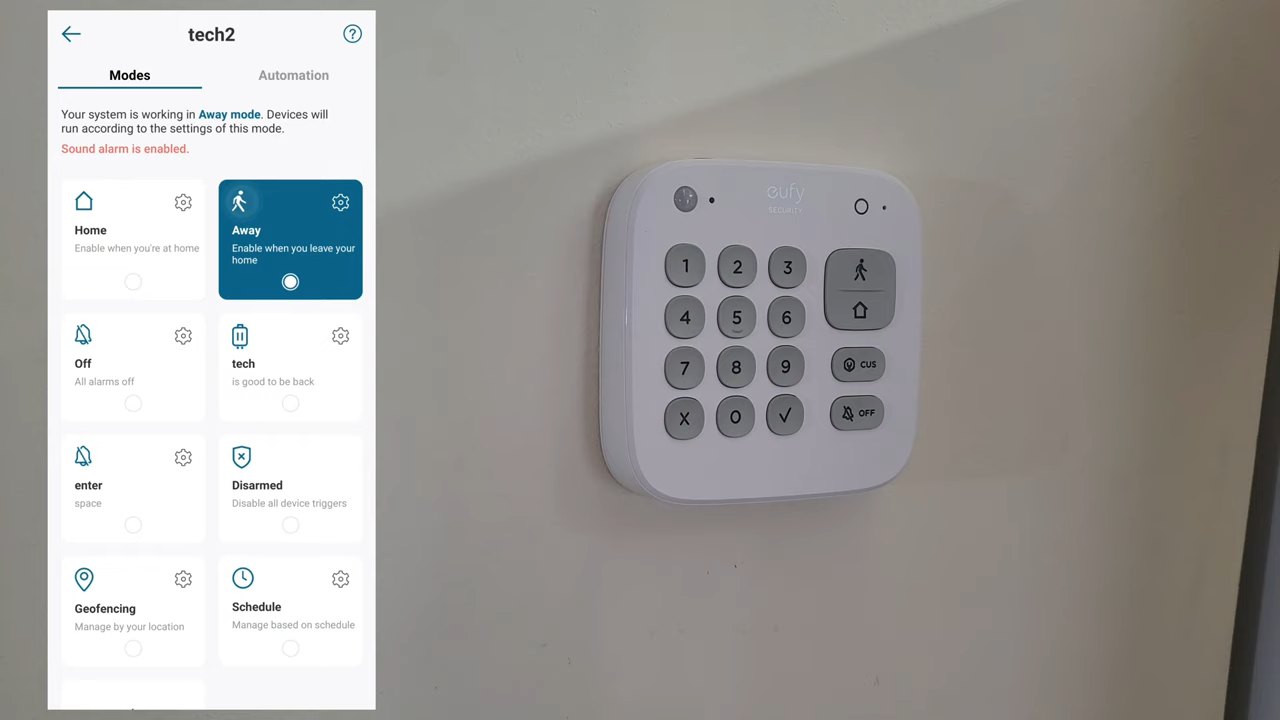 tech2
Modes
Automation
Your system is working in Away mode. Devices will
run according to the settings of this mode.
Sound alarm is enabled.
Home
Enable when you're at home
Away
Enable when you leave your
home
Off
All alarms off
tech
is good to be back
enter
space
Disarmed
Disable all device triggers
Geofencing
Manage by your location
Schedule
Manage based on schedule
eufy
SECURITY
1 2 3
4 5 6
7 8 9 CUS
X 0 ✓ OFF